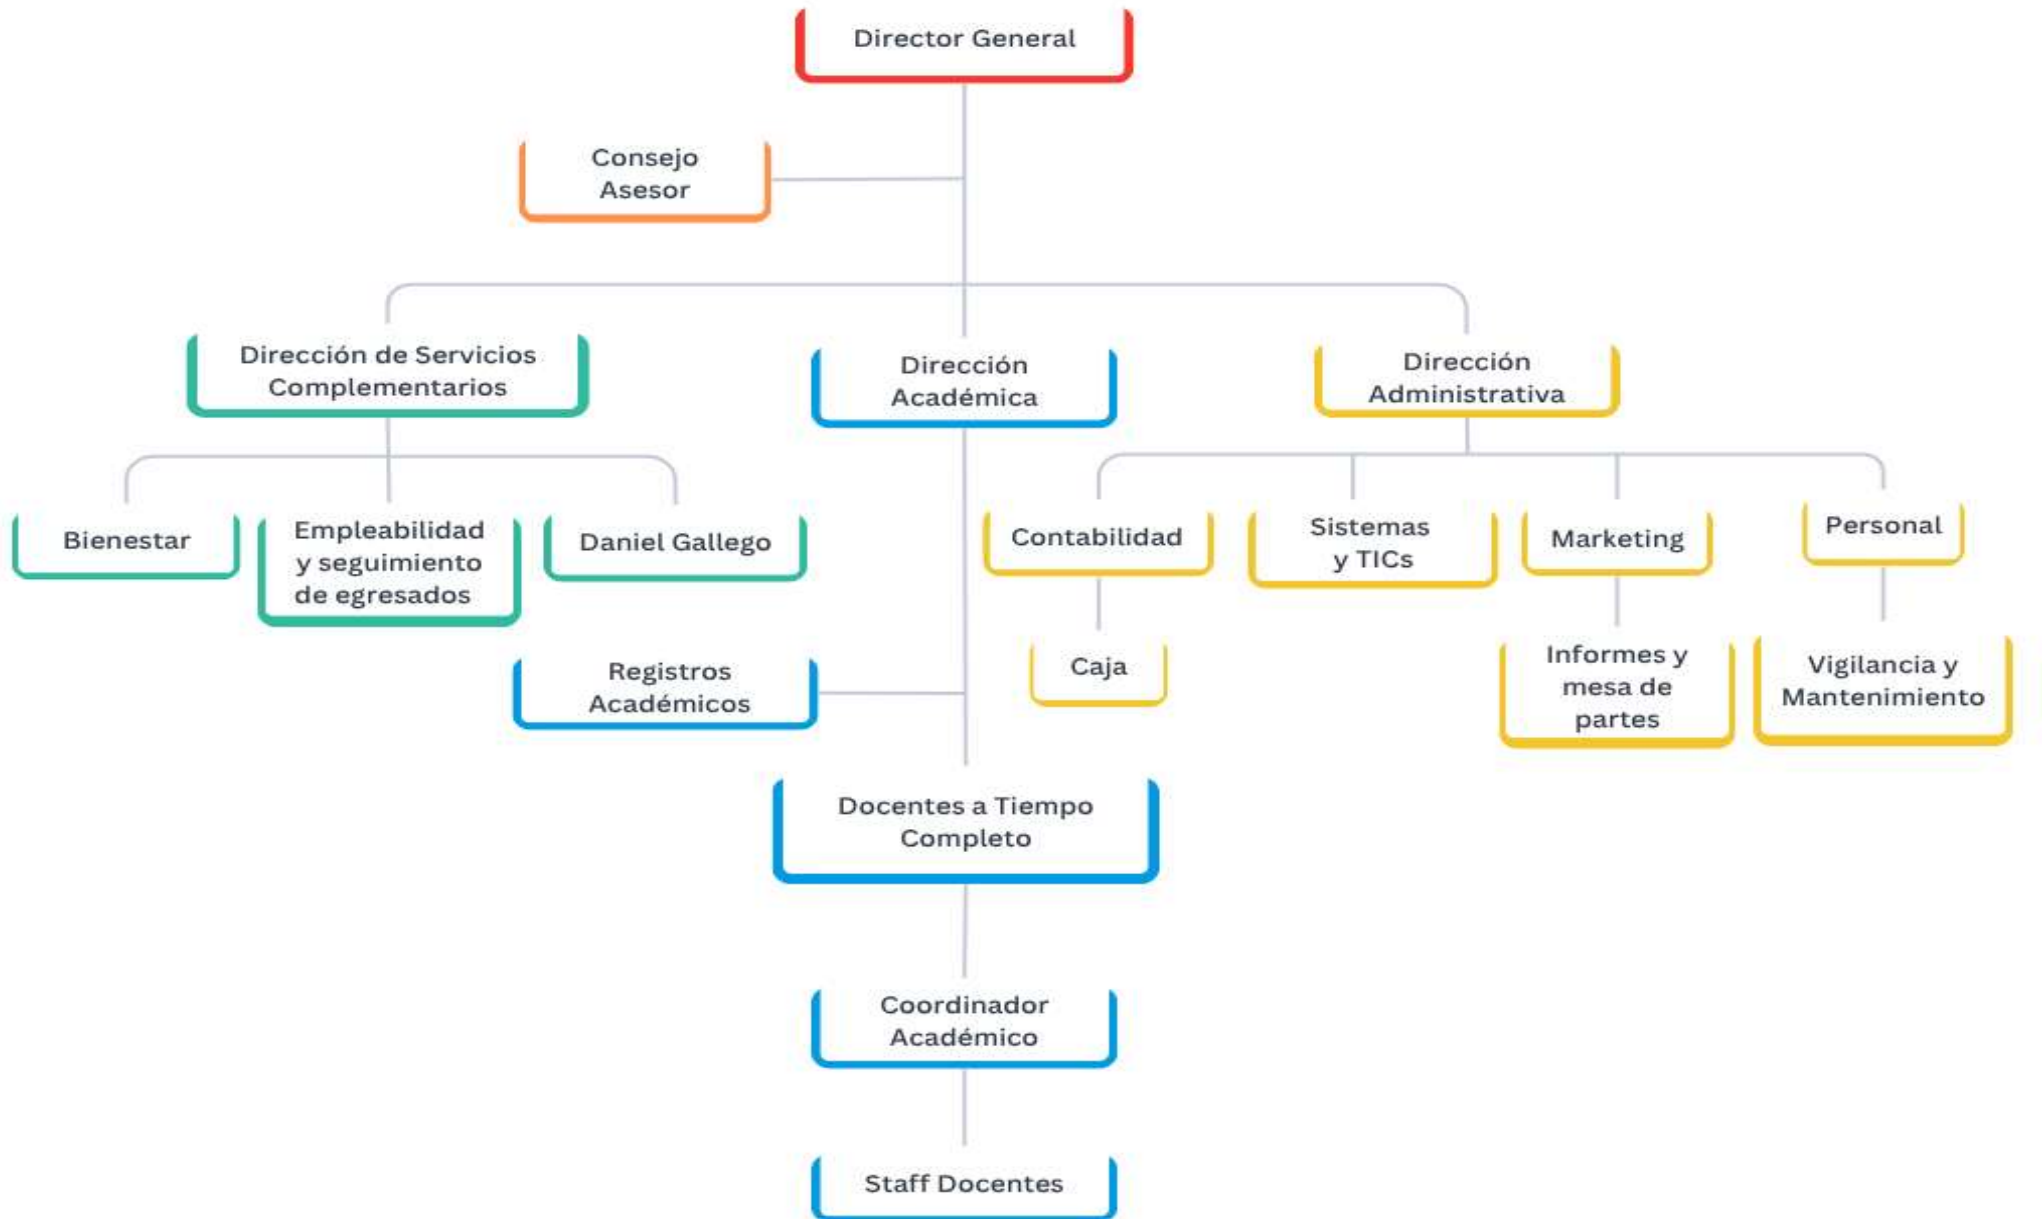 Director General
Consejo
Asesor
Dirección de Servicios
Complementarios
Dirección
Académica
Dirección
Administrativa
Bienestar
Empleabilidad
y seguimiento
de egresados
Daniel Gallego
Contabilidad
Sistemas
y TICs
Marketing
Personal
Registros
Académicos
Caja
Informes y
mesa de
partes
Vigilancia y
Mantenimiento
Docentes a Tiempo
Completo
Coordinador
Académico
Staff Docentes